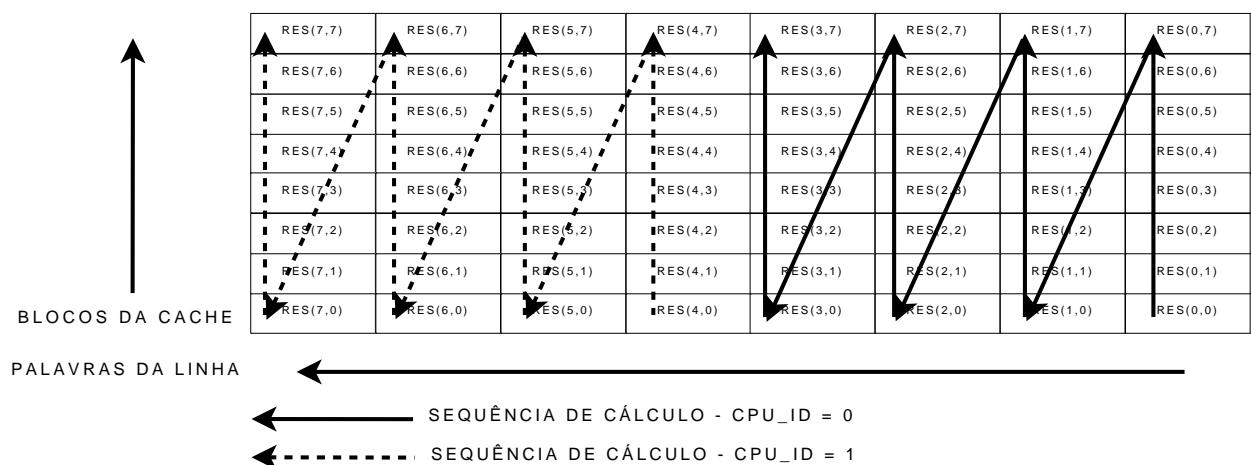 RES(7,7) RES(6,7) RES(5,7) RES(4,7) RES(3,7) RES(2,7) RES(1,7) RES(0,7)
RES(7,6) RES(6,6) RES(5,6) RES(4,6) RES(3,6) RES(2,6) RES(1,6) RES(0,6)
RES(7,5) RES(6,5) RES(5,5) RES(4,5) RES(3,5) RES(2,5) RES(1,5) RES(0,5)
RES(7,4) RES(6,4) RES(5,4) RES(4,4) RES(3,4) RES(2,4) RES(1,4) RES(0,4)
RES(7,3) RES(6,3) RES(5,3) RES(4,3) RES(3,3) RES(2,3) RES(1,3) RES(0,3)
RES(7,2) RES(6,2) RES(5,2) RES(4,2) RES(3,2) RES(2,2) RES(1,2) RES(0,2)
RES(7,1) RES(6,1) RES(5,1) RES(4,1) RES(3,1) RES(2,1) RES(1,1) RES(0,1)
RES(7,0) RES(6,0) RES(5,0) RES(4,0) RES(3,0) RES(2,0) RES(1,0) RES(0,0)
BLOCOS DA CACHE
PALAVRAS DA LINHA
SEQUÊNCIA DE CÁLCULO - CPU_ID = 0
SEQUÊNCIA DE CÁLCULO - CPU_ID = 1